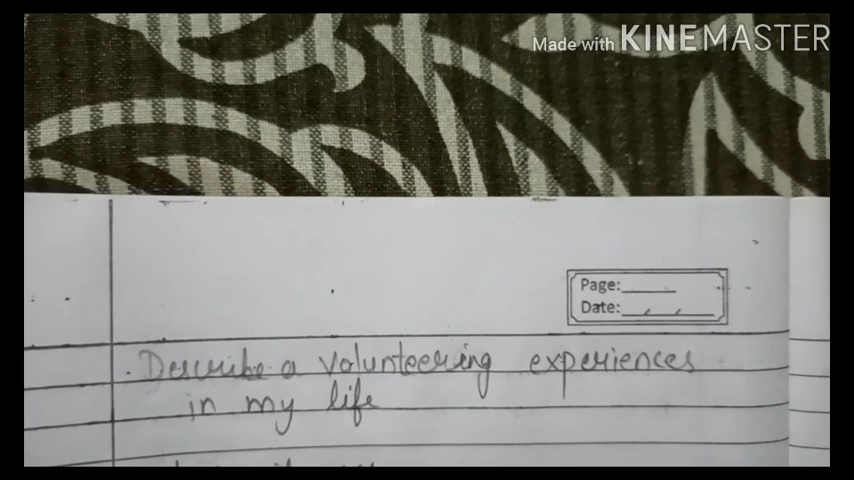 Made with KINEMASTER
Page:
Date:
. Describe a volunteering experiences
in my life